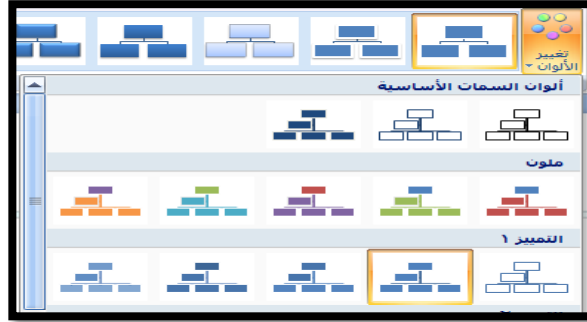 تغيير
الألوان
ألوان السمات الأساسية
ملون
التمييز ١